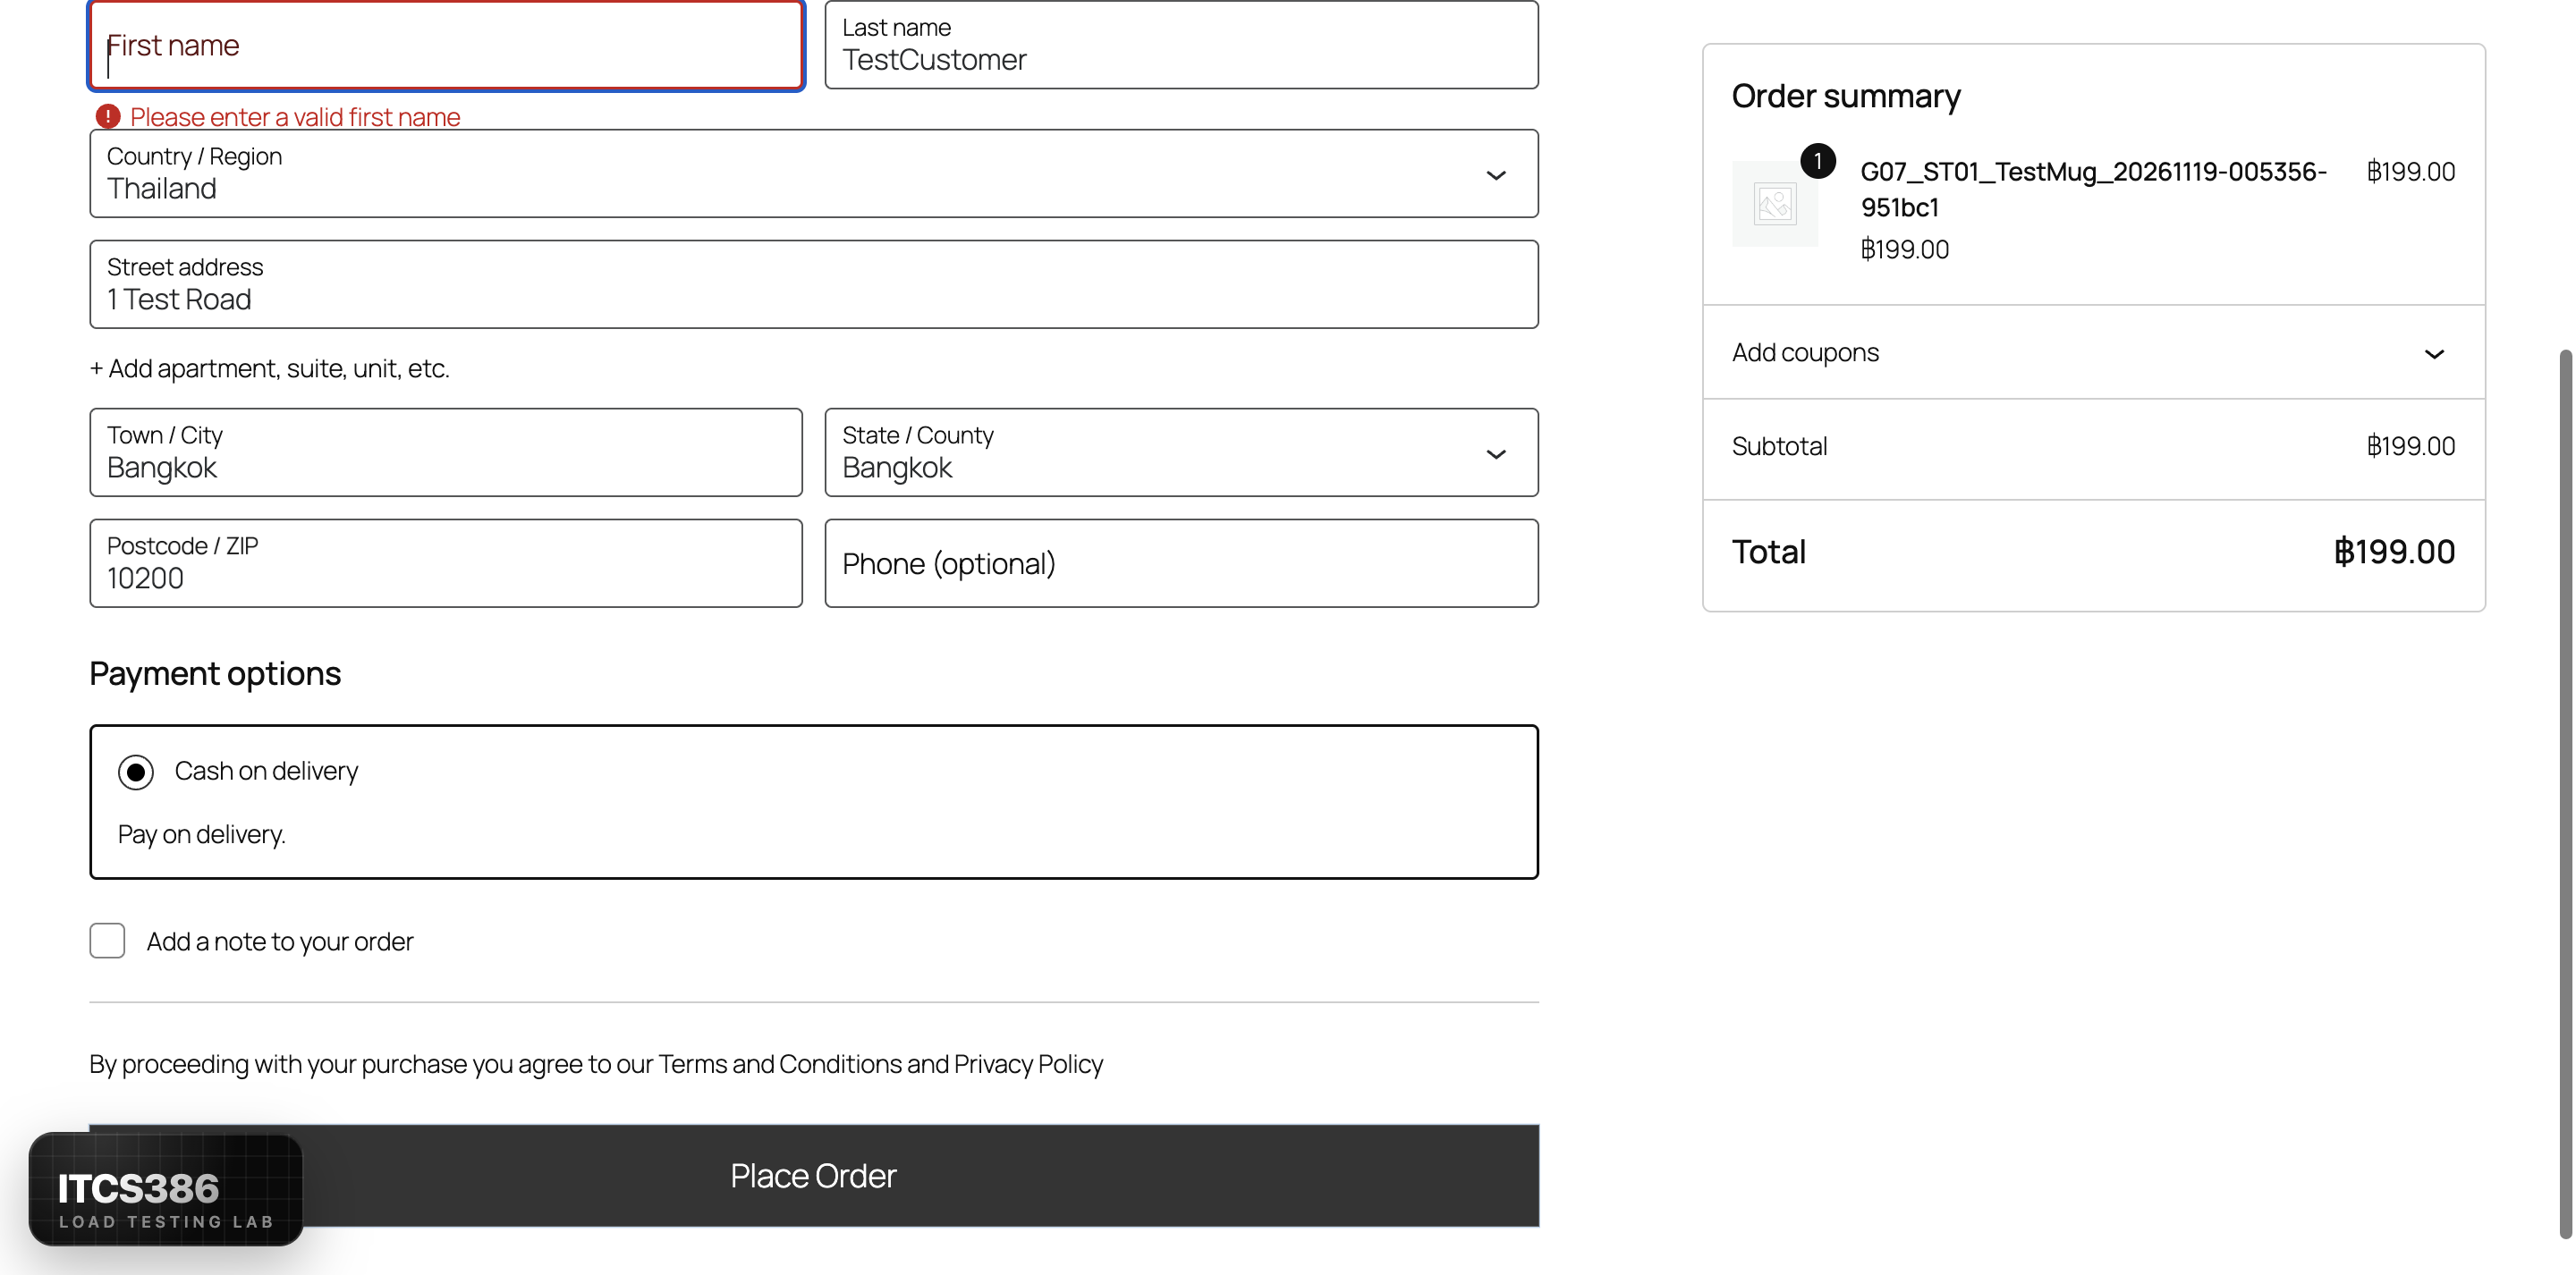 First name
Last name
TestCustomer
Please enter a valid first name
Country / Region
Thailand
Street address
1 Test Road
+ Add apartment, suite, unit, etc.
Town / City
Bangkok
State / County
Bangkok
Postcode / ZIP
10200
Phone (optional)
Payment options
Cash on delivery
Pay on delivery.
Add a note to your order
By proceeding with your purchase you agree to our Terms and Conditions and Privacy Policy
Place Order
ITCS386
LOAD TESTING LAB
Order summary
1
G07_ST01_TestMug_20261119-005356-
951bc1
฿199.00
฿199.00
Add coupons
Subtotal
฿199.00
Total
฿199.00